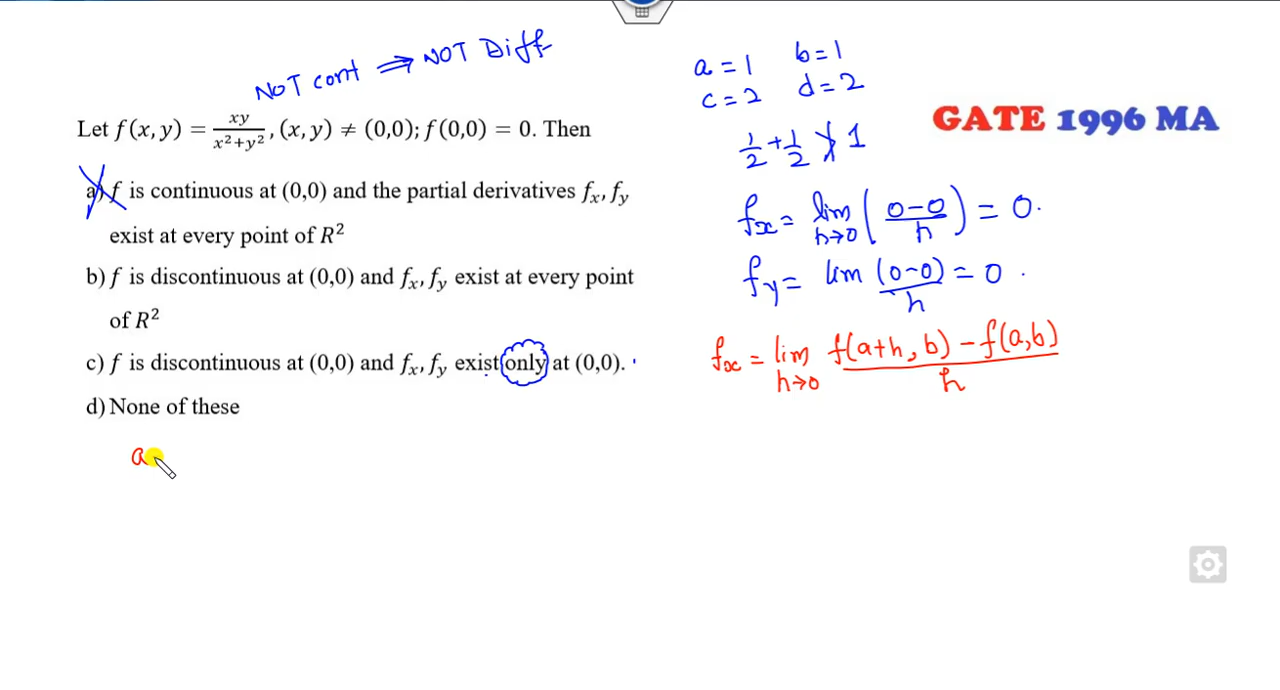 NOT cont ⇒ NOT Diff
Let f(x, y) = xy/(x²+y²), (x, y) ≠ (0,0); f(0,0) = 0. Then
a) f is continuous at (0,0) and the partial derivatives fₓ, f_y
exist at every point of R²
b) f is discontinuous at (0,0) and fₓ, f_y exist at every point
of R²
c) f is discontinuous at (0,0) and fₓ, f_y exist only at (0,0).
d) None of these
a
a = 1 b = 1
c = 2 d = 2
GATE 1996 MA
1/2 + 1/2 ≯ 1
fₓ = lim h→0 ((0−0)/h) = 0.
f_y = lim (0−0)/h = 0.
fₓ = lim h→0 (f(a+h, b) − f(a,b))/h